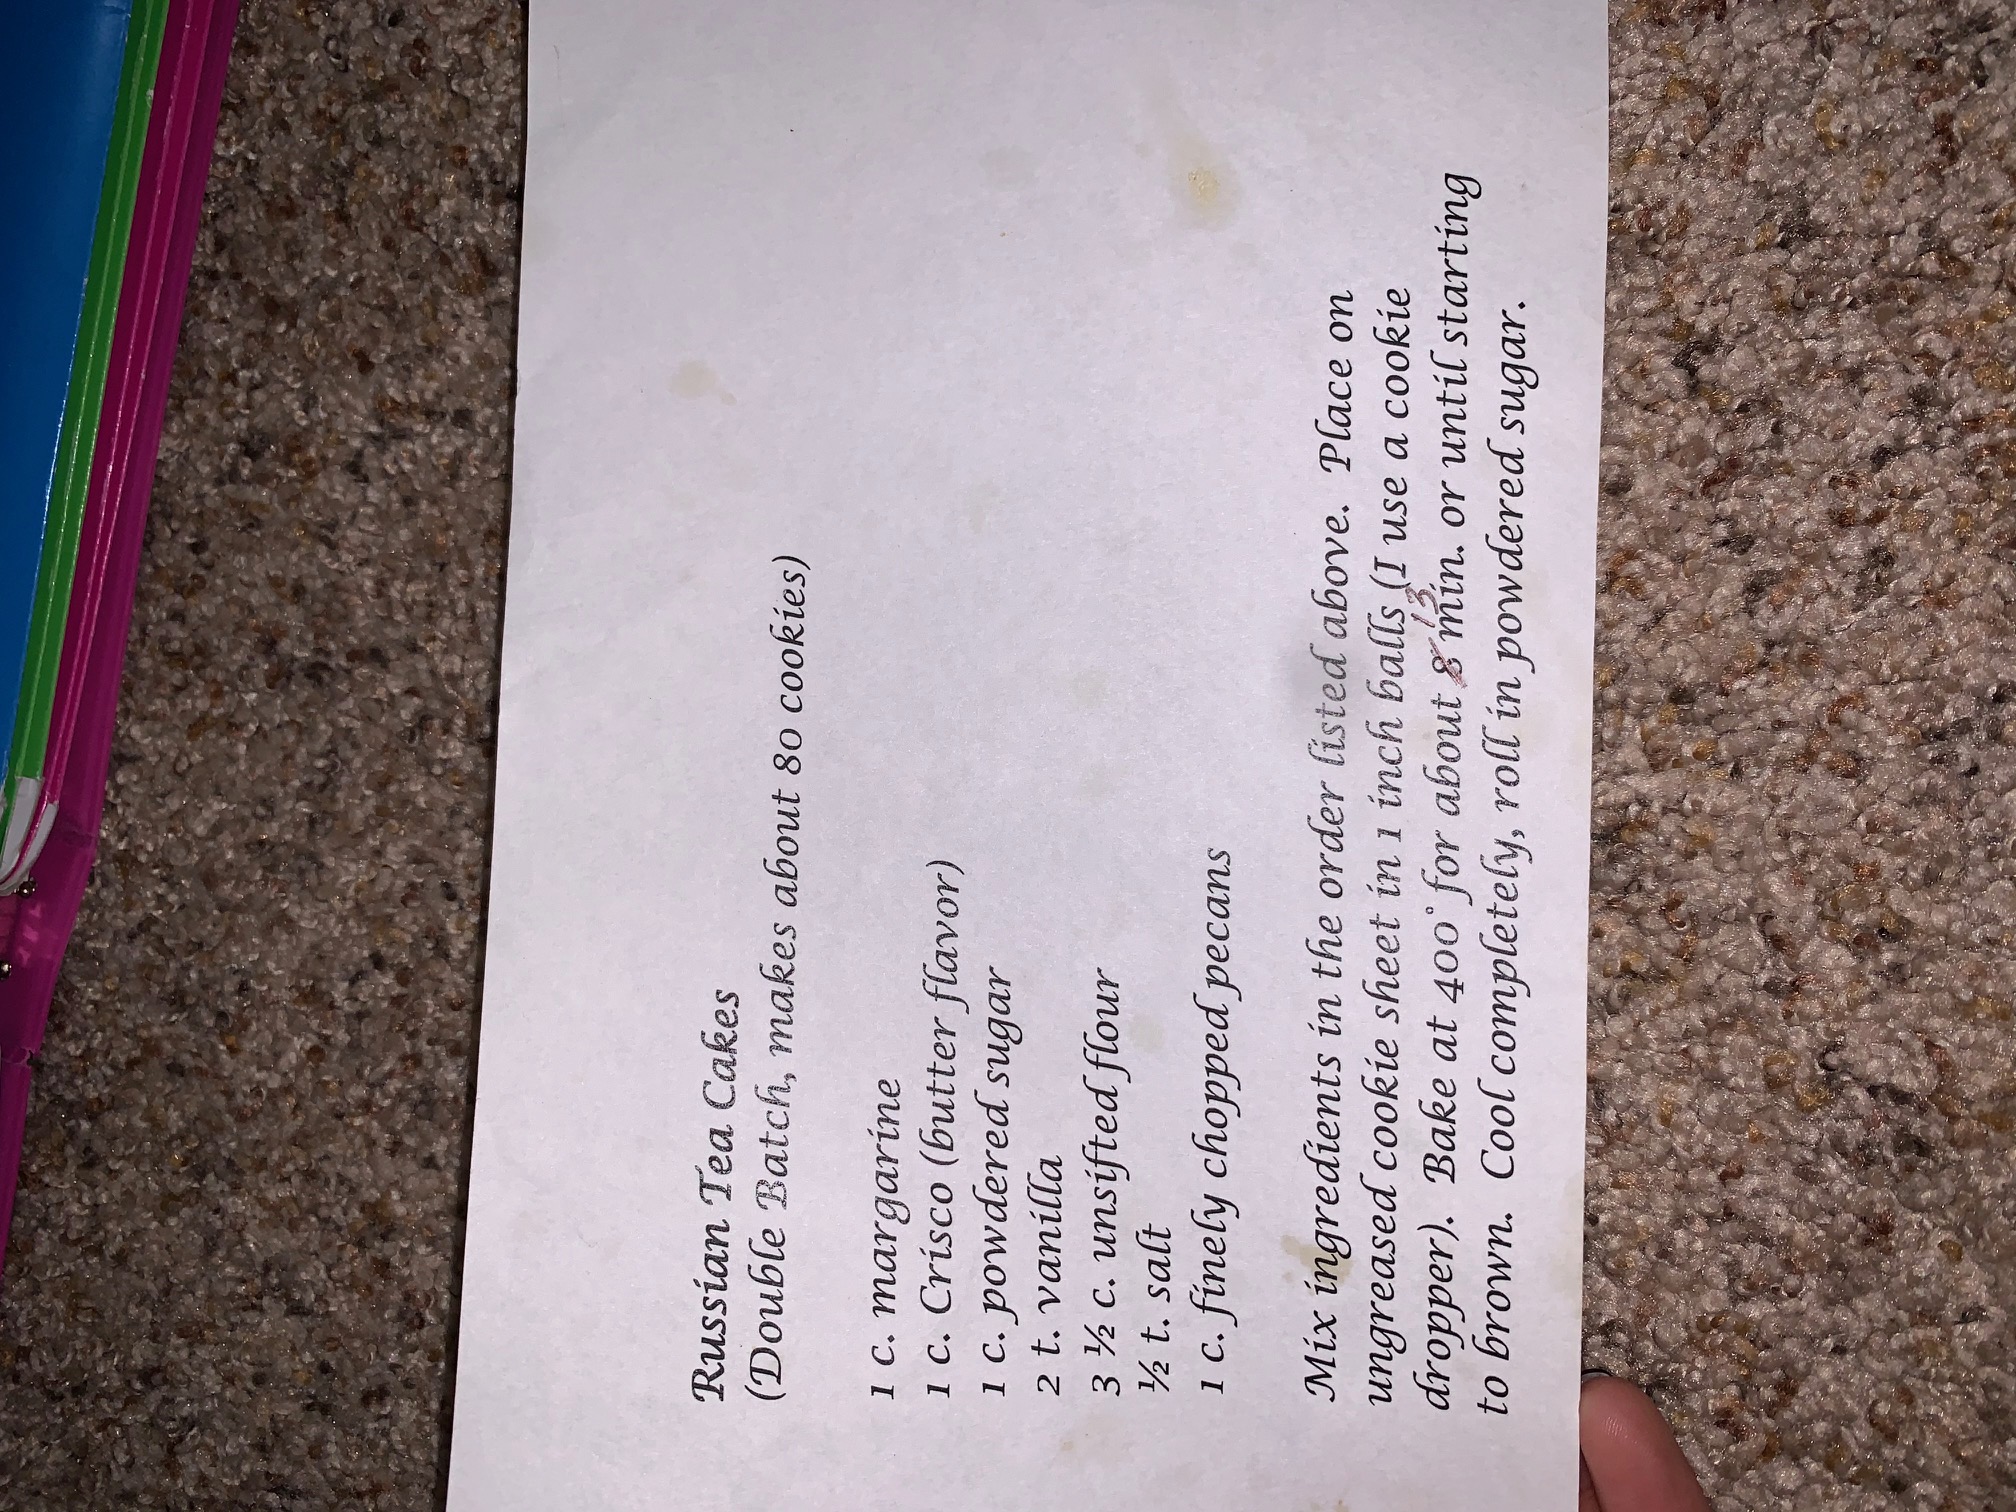 Russian Tea Cakes
(Double Batch, makes about 80 cookies)
1 c. margarine
1 c. Crisco (butter flavor)
1 c. powdered sugar
2 t. vanilla
3 ½ c. unsifted flour
½ t. salt
1 c. finely chopped pecans
Mix ingredients in the order listed above. Place on
ungreased cookie sheet in 1 inch balls (I use a cookie
dropper). Bake at 400° for about 8 13 min. or until starting
to brown. Cool completely, roll in powdered sugar.